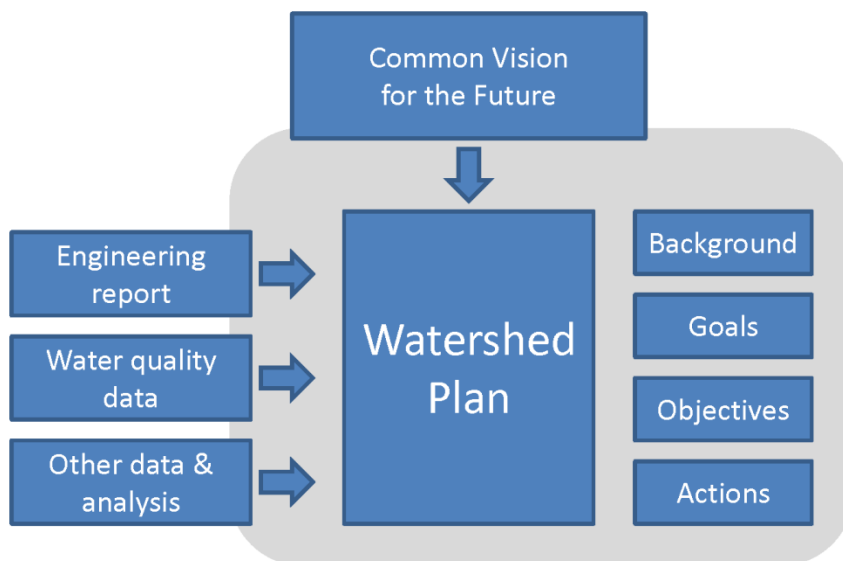 Common Vision
for the Future
Engineering
report
Water quality
data
Other data &
analysis
Watershed
Plan
Background
Goals
Objectives
Actions